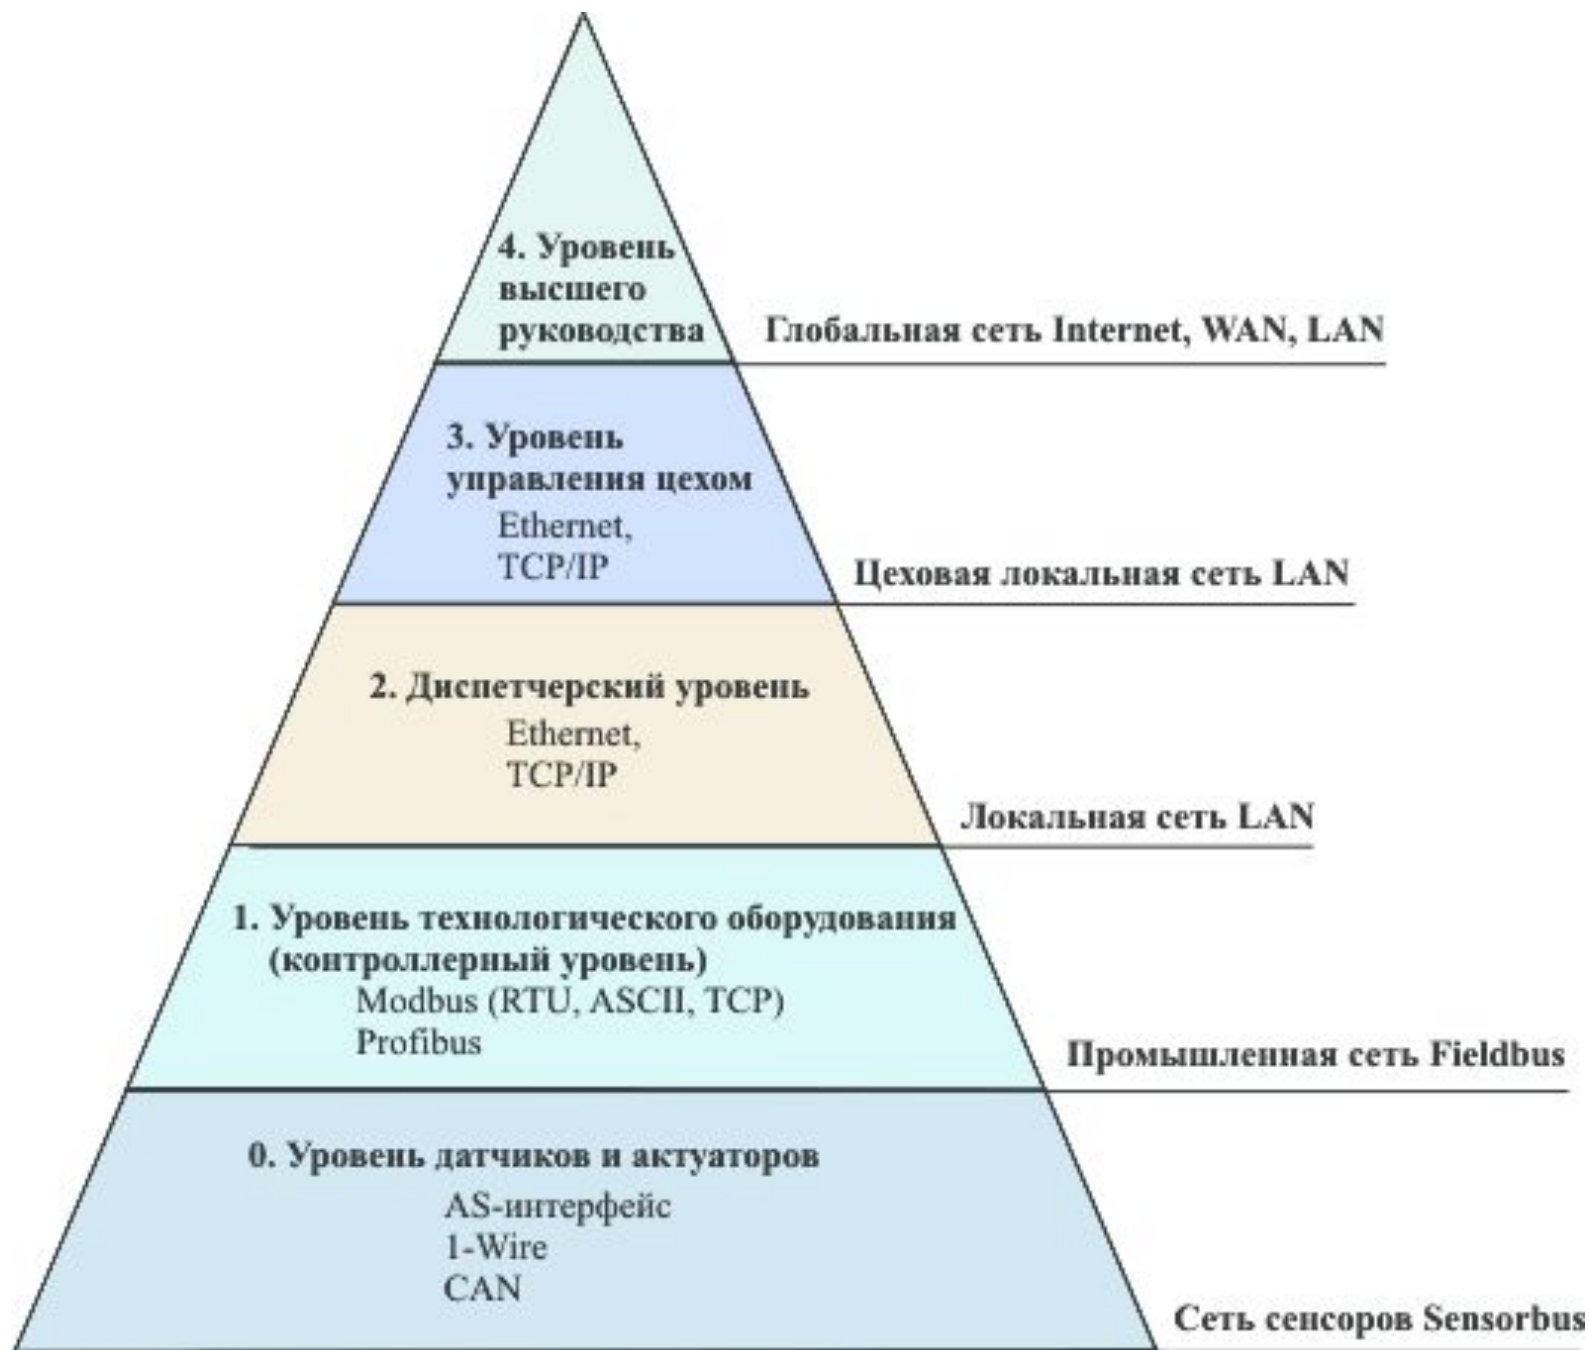 4. Уровень
высшего
руководства
Глобальная сеть Internet, WAN, LAN
3. Уровень
управления цехом
Ethernet,
TCP/IP
Цеховая локальная сеть LAN
2. Диспетчерский уровень
Ethernet,
TCP/IP
Локальная сеть LAN
1. Уровень технологического оборудования
(контроллерный уровень)
Modbus (RTU, ASCII, TCP)
Profibus
Промышленная сеть Fieldbus
0. Уровень датчиков и актуаторов
AS-интерфейс
1-Wire
CAN
Сеть сенсоров Sensorbus